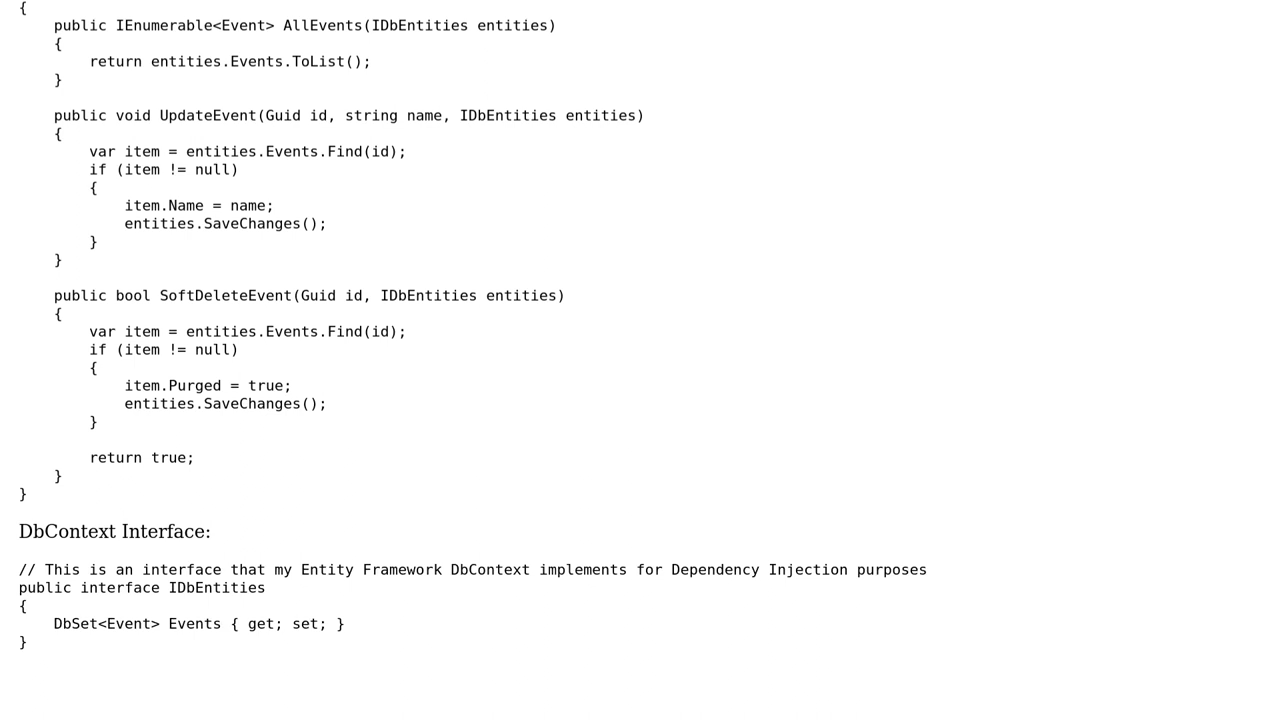 {
    public IEnumerable<Event> AllEvents(IDbEntities entities)
    {
        return entities.Events.ToList();
    }

    public void UpdateEvent(Guid id, string name, IDbEntities entities)
    {
        var item = entities.Events.Find(id);
        if (item != null)
        {
            item.Name = name;
            entities.SaveChanges();
        }
    }

    public bool SoftDeleteEvent(Guid id, IDbEntities entities)
    {
        var item = entities.Events.Find(id);
        if (item != null)
        {
            item.Purged = true;
            entities.SaveChanges();
        }

        return true;
    }
}
DbContext Interface:
// This is an interface that my Entity Framework DbContext implements for Dependency Injection purposes
public interface IDbEntities
{
    DbSet<Event> Events { get; set; }
}